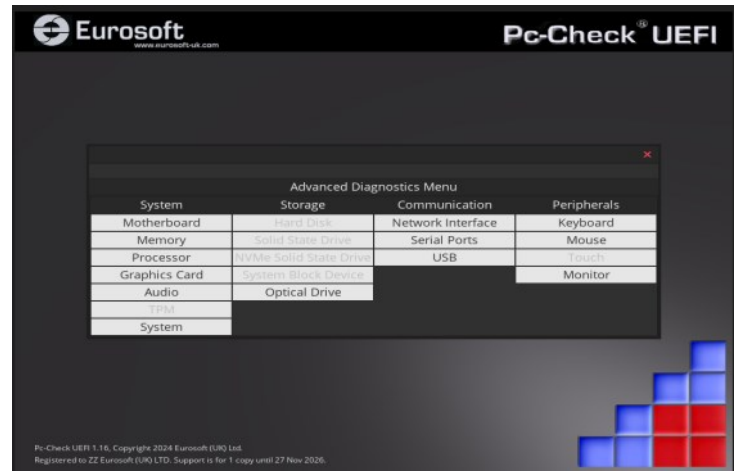 Eurosoft
www.eurosoft-uk.com
Pc-Check® UEFI
×
Advanced Diagnostics Menu
System Storage Communication Peripherals
Motherboard Hard Disk Network Interface Keyboard
Memory Solid State Drive Serial Ports Mouse
Processor NVMe Solid State Drive USB Touch
Graphics Card System Block Device Monitor
Audio Optical Drive
TPM
System
Pc-Check UEFI 1.16, Copyright 2024 Eurosoft (UK) Ltd.
Registered to ZZ Eurosoft (UK) LTD. Support is for 1 copy until 27 Nov 2026.